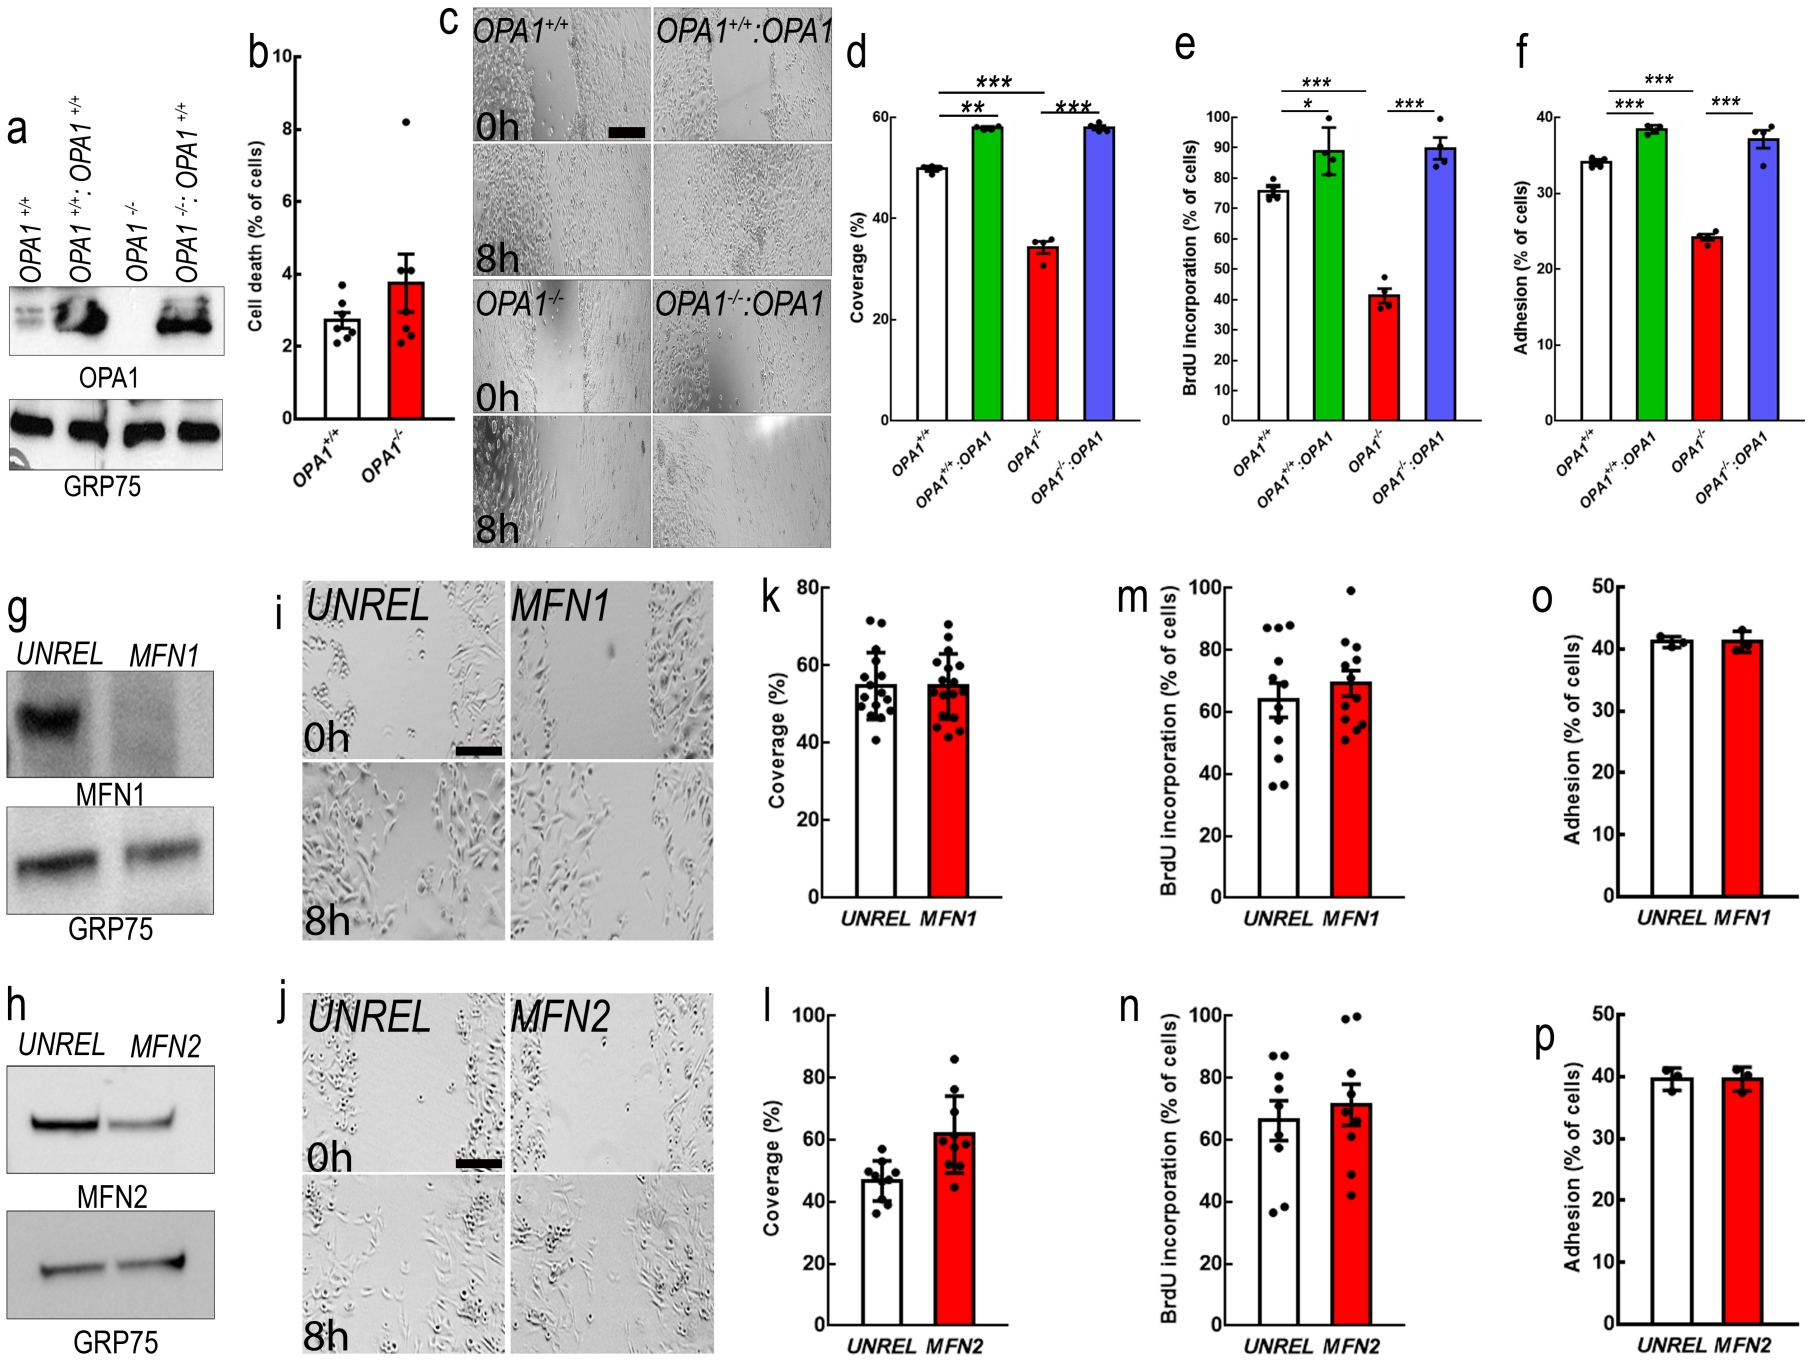 a
OPA1 +/+
OPA1 +/+: OPA1 +/+
OPA1 -/-
OPA1 -/-: OPA1 +/+
OPA1
GRP75
b
Cell death (% of cells)
10
8
6
4
2
0
OPA1+/+
OPA1-/-
c
OPA1+/+
OPA1+/+:OPA1
0h
8h
OPA1-/-
OPA1-/-:OPA1
0h
8h
d
Coverage (%)
60
40
20
0
***
**
***
OPA1+/+
OPA1+/+:OPA1
OPA1-/-
OPA1-/-:OPA1
e
BrdU incorporation (% of cells)
100
90
80
70
60
50
40
30
20
10
0
***
*
***
OPA1+/+
OPA1+/+:OPA1
OPA1-/-
OPA1-/-:OPA1
f
Adhesion (% of cells)
40
30
20
10
0
***
***
***
OPA1+/+
OPA1+/+:OPA1
OPA1-/-
OPA1-/-:OPA1
g
UNREL MFN1
MFN1
GRP75
i
UNREL
MFN1
0h
8h
k
Coverage (%)
80
60
40
20
0
UNREL MFN1
m
BrdU incorporation (% of cells)
100
80
60
40
20
0
UNREL MFN1
o
Adhesion (% of cells)
50
40
30
20
10
0
UNREL MFN1
h
UNREL MFN2
MFN2
GRP75
j
UNREL
MFN2
0h
8h
l
Coverage (%)
100
80
60
40
20
0
UNREL MFN2
n
BrdU incorporation (% of cells)
100
80
60
40
20
0
UNREL MFN2
p
Adhesion (% of cells)
50
40
30
20
10
0
UNREL MFN2